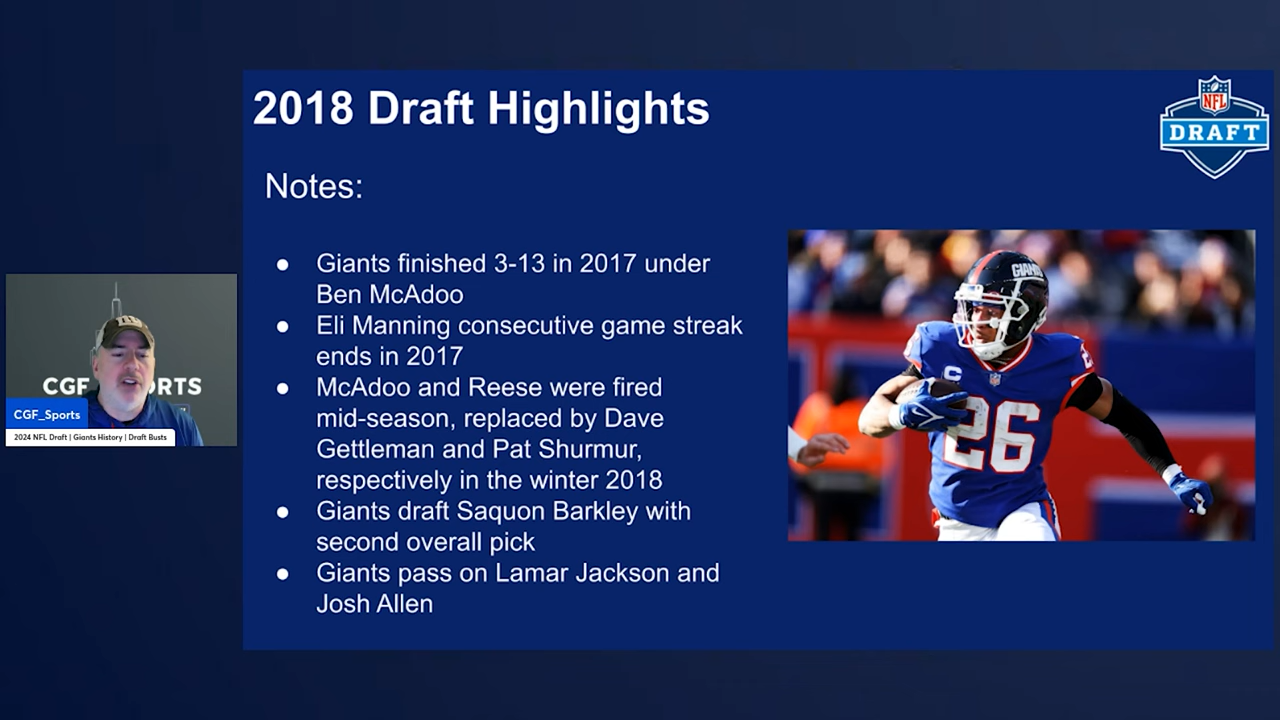 2018 Draft Highlights
NFL
DRAFT
Notes:
● Giants finished 3-13 in 2017 under
Ben McAdoo
● Eli Manning consecutive game streak
ends in 2017
● McAdoo and Reese were fired
mid-season, replaced by Dave
Gettleman and Pat Shurmur,
respectively in the winter 2018
● Giants draft Saquon Barkley with
second overall pick
● Giants pass on Lamar Jackson and
Josh Allen
GIANTS
C
26
CGF SPORTS
CGF_Sports
2024 NFL Draft | Giants History | Draft Busts